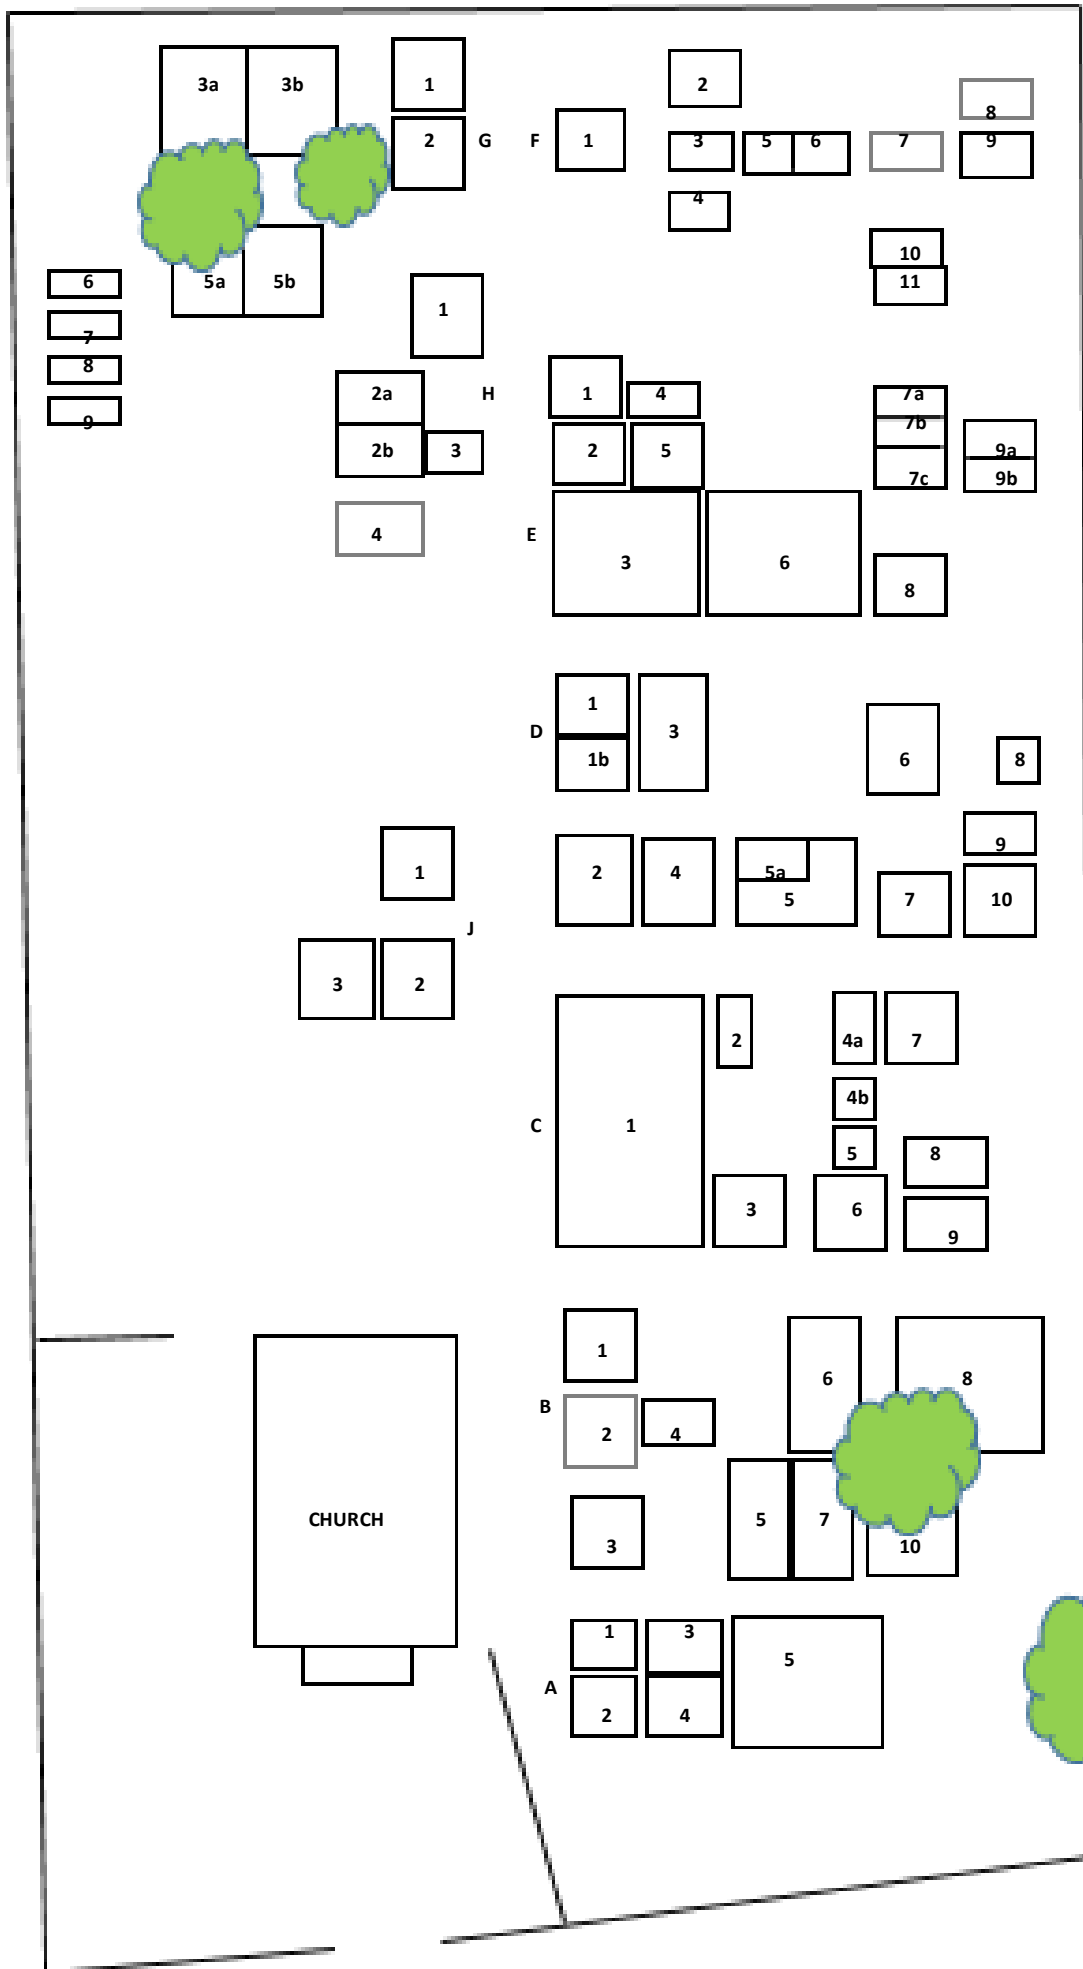 3a 3b 1
2 G
5a 5b
6
7
8
9
1
2a H
2b 3
4
2
8
F 1 3 5 6 7 9
4
10
11
1 4 7a
7b
2 5 9a
7c 9b
E
3 6
8
1
D 3
1b 6 8
9
1 2 4 5a
5 7 10
J
3 2
2 4a 7
4b
C 1
5 8
3 6
9
1
6 8
B
2 4
CHURCH 5 7
3 10
1 3
5
A
2 4